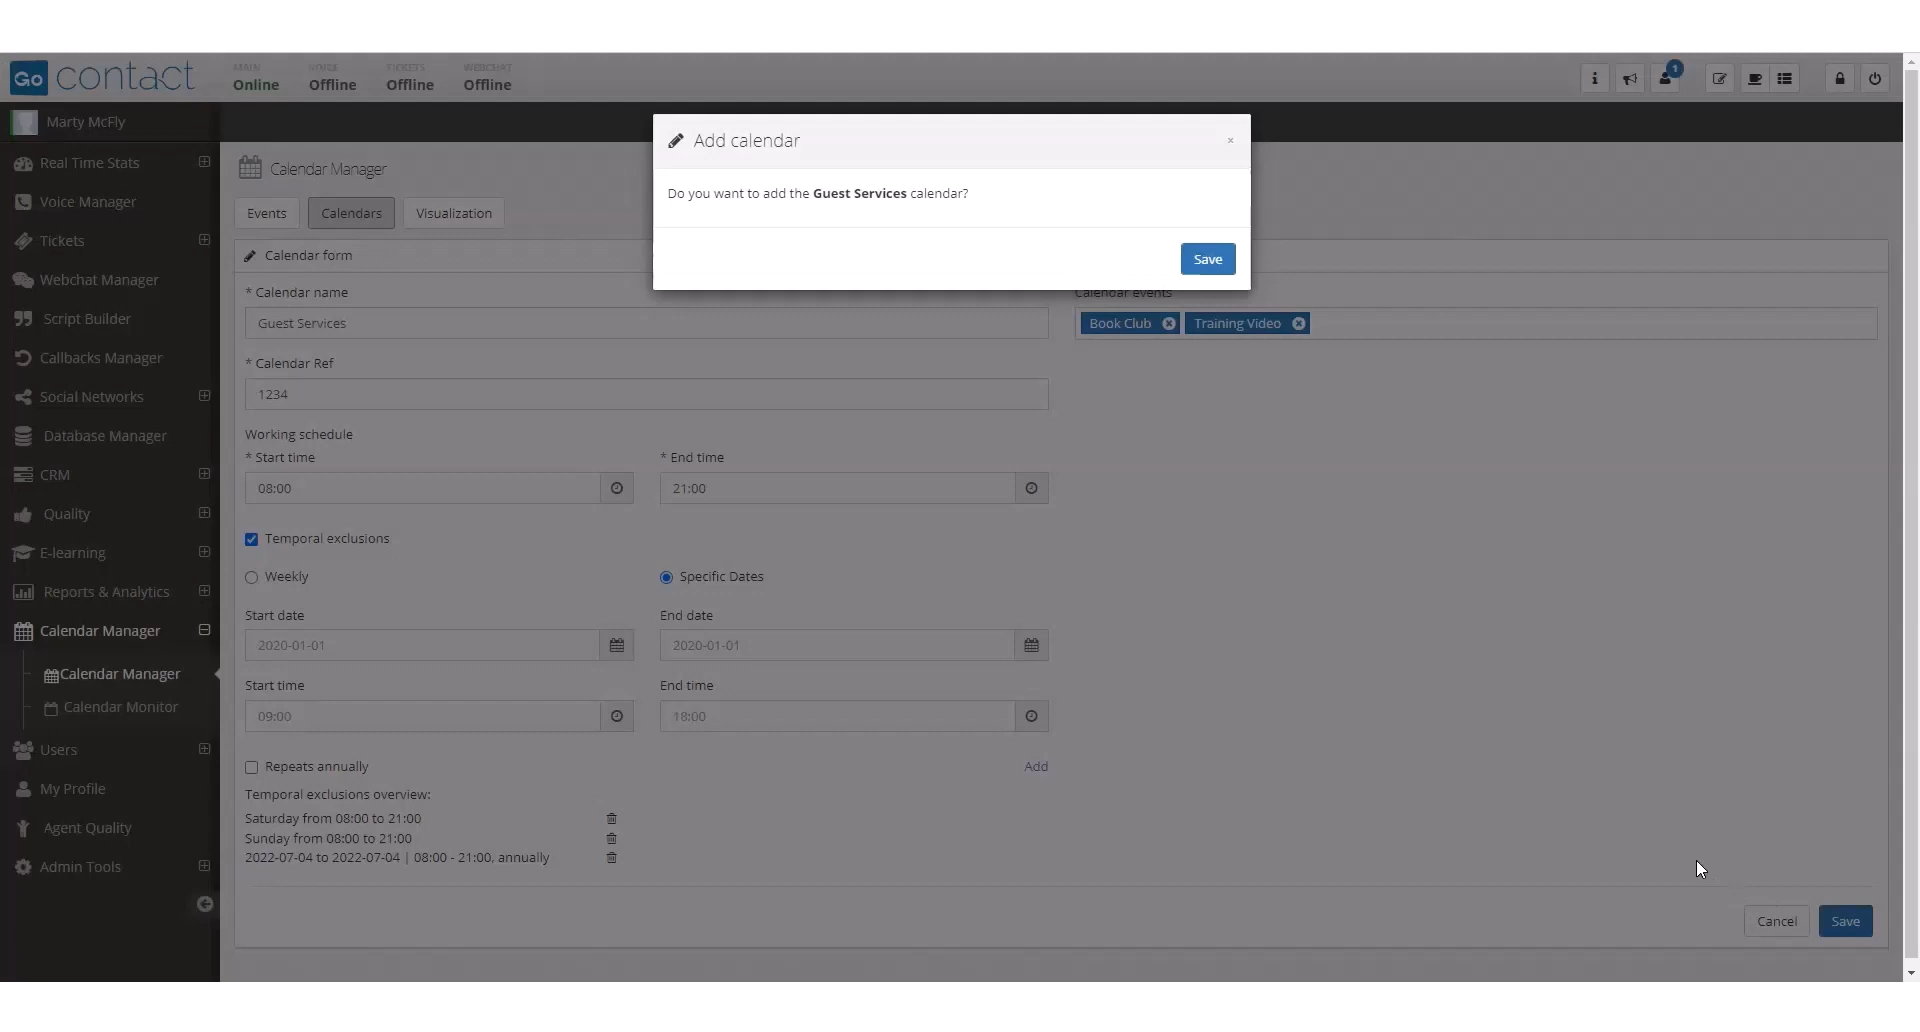 Go contact
MAIN
Online
Offline
TICKETS
Offline
WEBCHAT
Offline
1
Marty McFly
Real Time Stats
Voice Manager
Tickets
Webchat Manager
Script Builder
Callbacks Manager
Social Networks
Database Manager
CRM
Quality
E-learning
Reports & Analytics
Calendar Manager
Calendar Manager
Calendar Monitor
Users
My Profile
Agent Quality
Admin Tools
Calendar Manager
Events
Calendars
Visualization
Add calendar
×
Do you want to add the Guest Services calendar?
Save
Calendar form
* Calendar name
Guest Services
* Calendar Ref
1234
Working schedule
* Start time
08:00
* End time
21:00
Temporal exclusions
Weekly
Specific Dates
Start date
2020-01-01
End date
2020-01-01
Start time
09:00
End time
18:00
Repeats annually
Add
Temporal exclusions overview:
Saturday from 08:00 to 21:00
Sunday from 08:00 to 21:00
2022-07-04 to 2022-07-04 | 08:00 - 21:00, annually
Calendar events
Book Club
Training Video
Cancel
Save